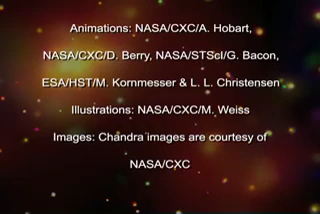 Animations: NASA/CXC/A. Hobart,
NASA/CXC/D. Berry, NASA/STScI/G. Bacon,
ESA/HST/M. Kornmesser & L. L. Christensen
Illustrations: NASA/CXC/M. Weiss
Images: Chandra images are courtesy of
NASA/CXC